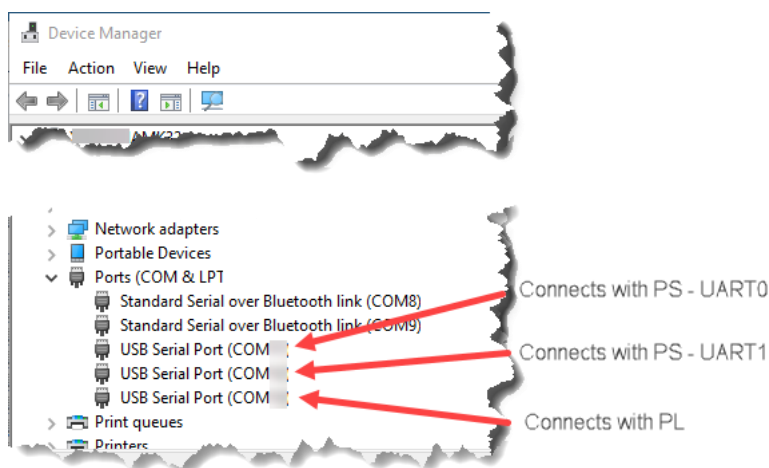 Device Manager
File Action View Help
Network adapters
Portable Devices
Ports (COM & LPT
Standard Serial over Bluetooth link (COM8)
Standard Serial over Bluetooth link (COM9)
USB Serial Port (COM
USB Serial Port (COM
USB Serial Port (COM
Print queues
Printers
Connects with PS - UART0
Connects with PS - UART1
Connects with PL